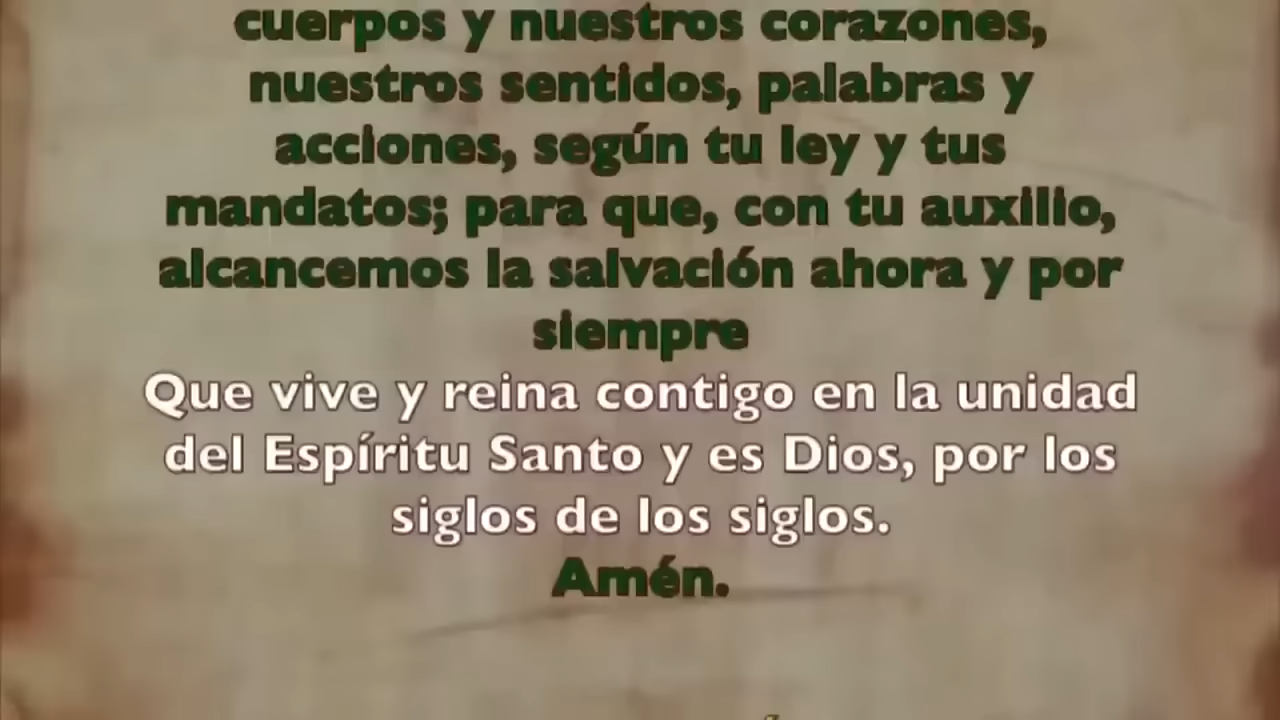 cuerpos y nuestros corazones,
nuestros sentidos, palabras y
acciones, según tu ley y tus
mandatos; para que, con tu auxilio,
alcancemos la salvación ahora y por
siempre
Que vive y reina contigo en la unidad
del Espíritu Santo y es Dios, por los
siglos de los siglos.
Amén.